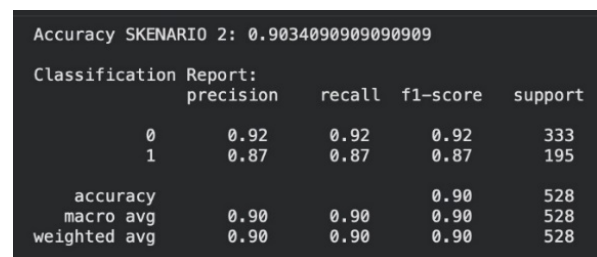 Accuracy SKENARIO 2: 0.9034090909090909
Classification Report:
precision recall f1-score support
0 0.92 0.92 0.92 333
1 0.87 0.87 0.87 195
accuracy 0.90 528
macro avg 0.90 0.90 0.90 528
weighted avg 0.90 0.90 0.90 528